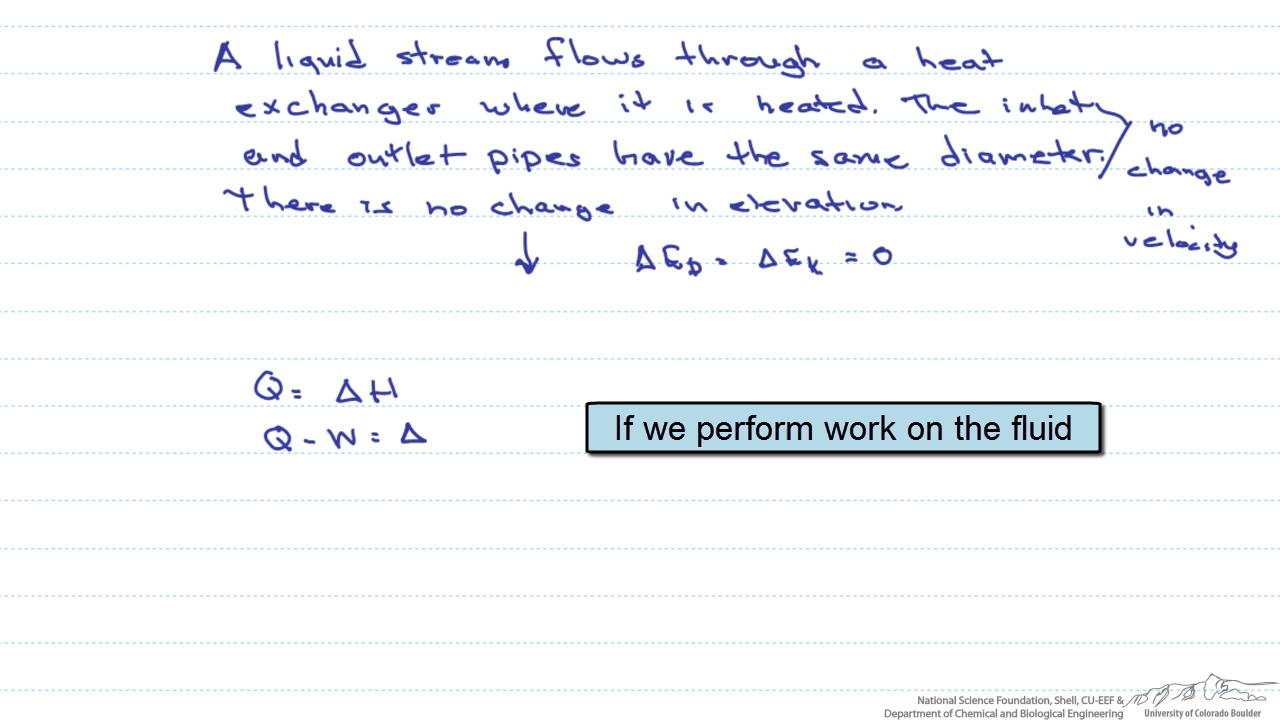 A liquid stream flows through a heat
exchanger where it is heated. The inlet
and outlet pipes have the same diameter.
There is no change in elevation
no
change
in
velocity
↓ ΔEp = ΔEk = 0
Q = ΔH
Q - W = Δ
If we perform work on the fluid
National Science Foundation, Shell, CU-EEF &
Department of Chemical and Biological Engineering
University of Colorado Boulder